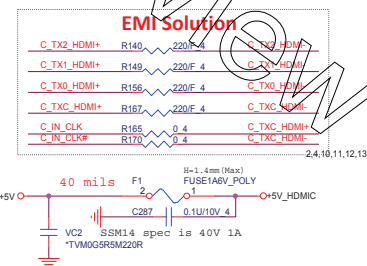 EMI Solution
C_TX2_HDMI+ R140 220/F_4 C_TX2_HDMI-
C_TX1_HDMI+ R149 220/F_4 C_TX1_HDMI-
C_TX0_HDMI+ R156 220/F_4 C_TX0_HDMI-
C_TXC_HDMI+ R167 220/F_4 C_TXC_HDMI-
C_IN_CLK R165 0_4 C_TXC_HDMI+
C_IN_CLK# R170 0_4 C_TXC_HDMI-
2,4,10,11,12,13
H=1.4mm(Max)
40 mils F1 FUSE1A6V_POLY
+5V 2 1 +5V_HDMIC
C287 0.1U/10V_4
VC2 SSM14 spec is 40V 1A
*TVM0G5R5M220R